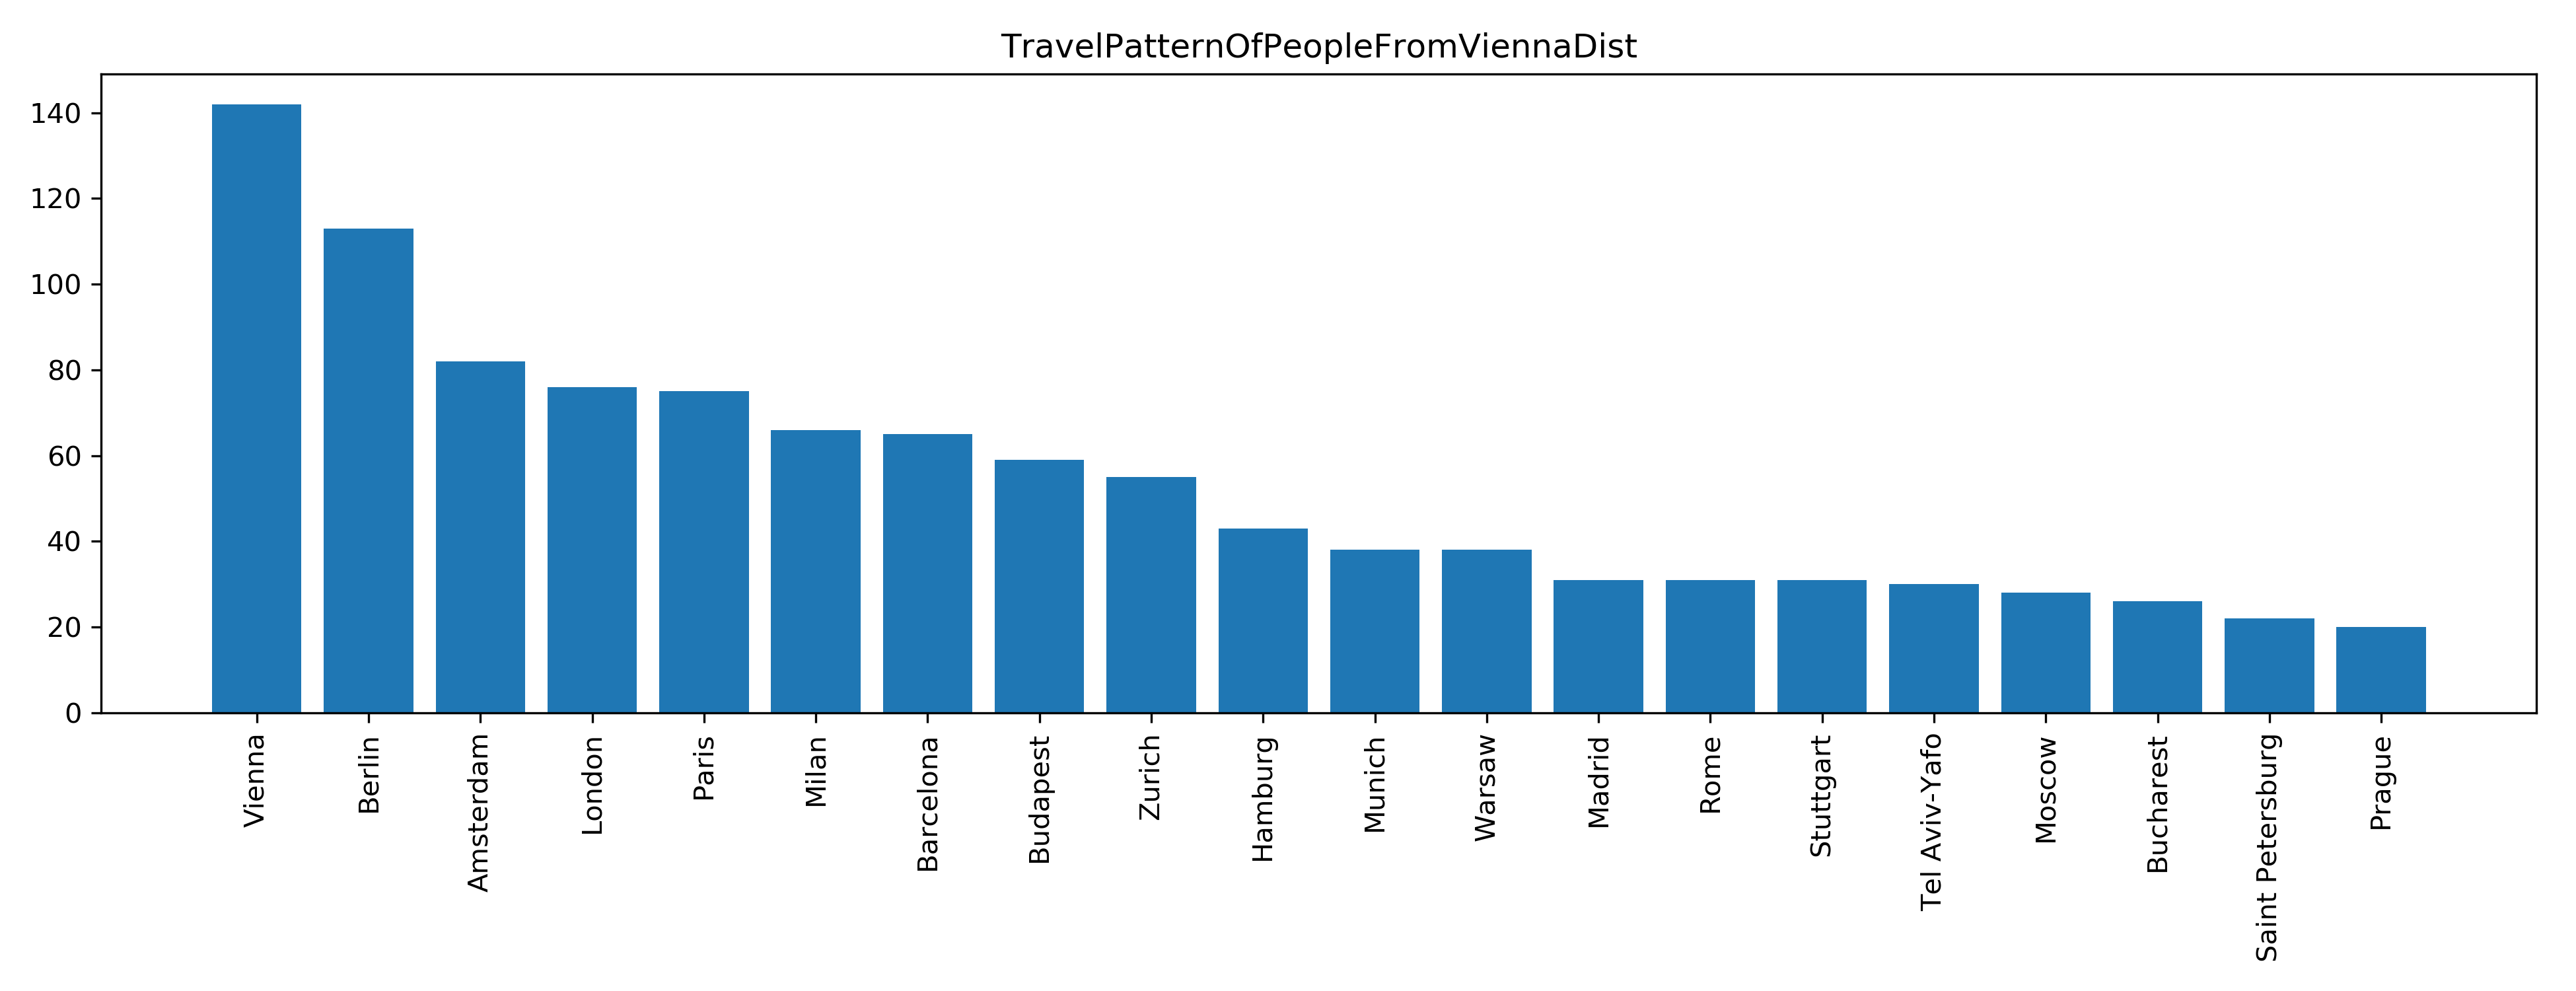 TravelPatternOfPeopleFromViennaDist
140
120
100
80
60
40
20
0
Vienna
Berlin
Amsterdam
London
Paris
Milan
Barcelona
Budapest
Zurich
Hamburg
Munich
Warsaw
Madrid
Rome
Stuttgart
Tel Aviv-Yafo
Moscow
Bucharest
Saint Petersburg
Prague